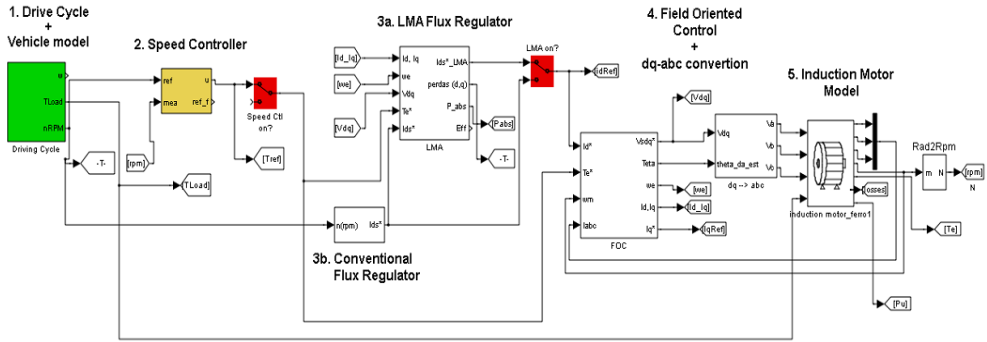 1. Drive Cycle
+
Vehicle model
w
TLoad
nRPM
Driving Cycle
-T-
[TLoad]
2. Speed Controller
ref
mea
u
ref_f
[rpm]
Speed Ctl
on?
[Tref]
3a. LMA Flux Regulator
[Id_Iq]
[we]
[Vdq]
Id, Iq
we
Vdq
Te*
Ids*
Ids*_LMA
perdas (d,q)
P_abs
Eff
LMA
[Pabs]
-T-
LMA on?
[idRef]
n(rpm)
Ids*
3b. Conventional
Flux Regulator
4. Field Oriented
Control
+
dq-abc convertion
Id*
Te*
wm
Iabc
Vsdq*
Teta
we
Id,Iq
Iq*
FOC
[Vdq]
[we]
[Id_Iq]
[IqRef]
Vdq
theta_da_est
Va
Vb
Vc
dq --> abc
5. Induction Motor
Model
induction motor_ferro1
[losses]
Rad2Rpm
m
N
[rpm]
N
[Te]
[Pu]